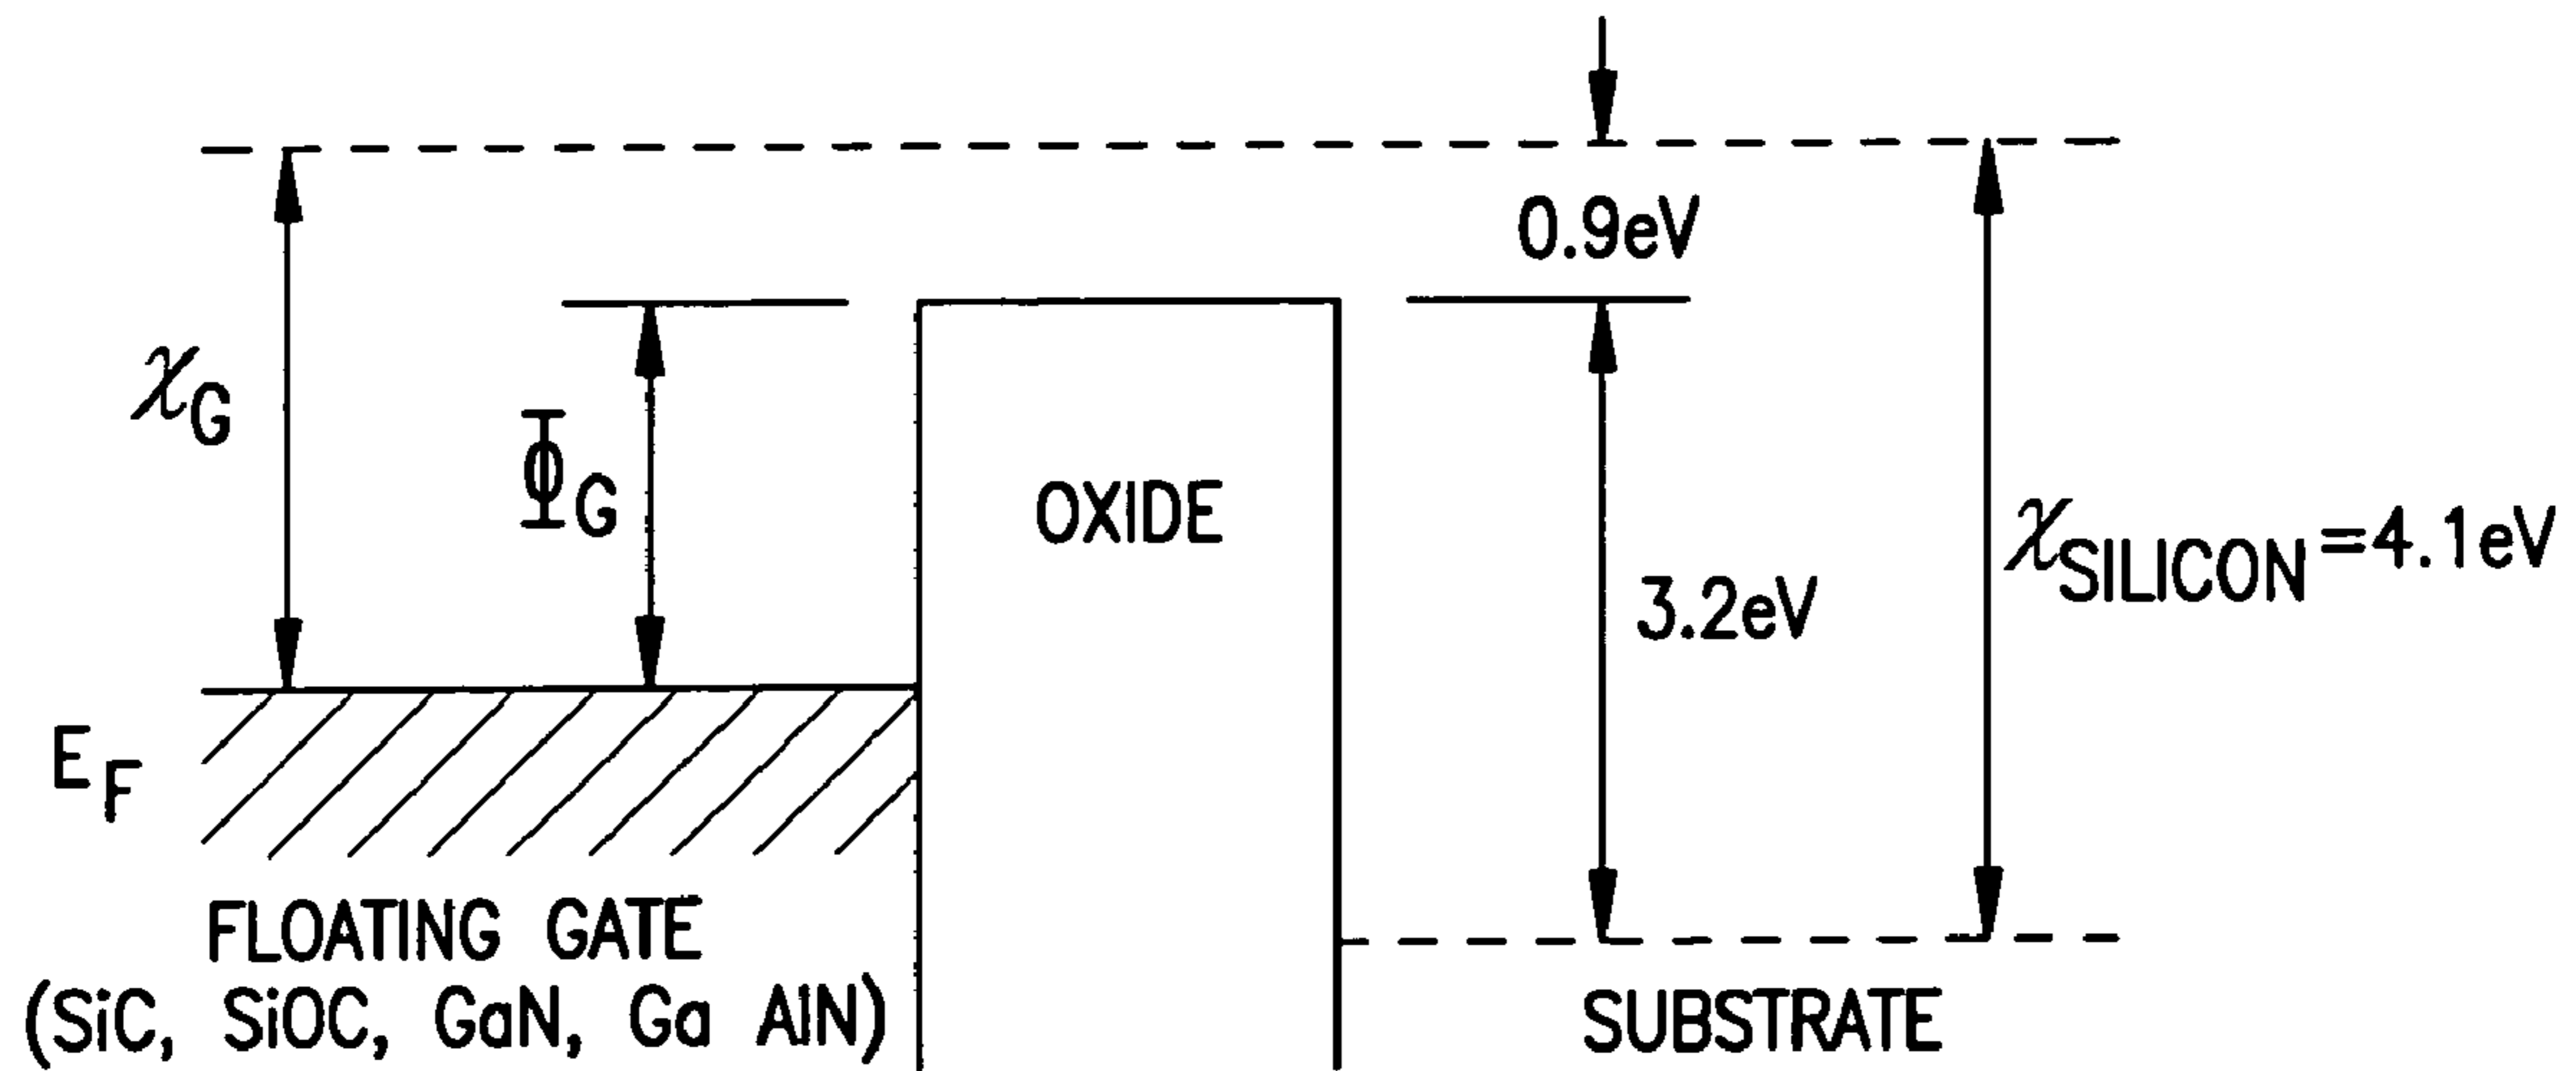 0.9eV
χG
ΦG
OXIDE
χSILICON=4.1eV
3.2eV
EF
FLOATING GATE
(SiC, SiOC, GaN, Ga AlN)
SUBSTRATE